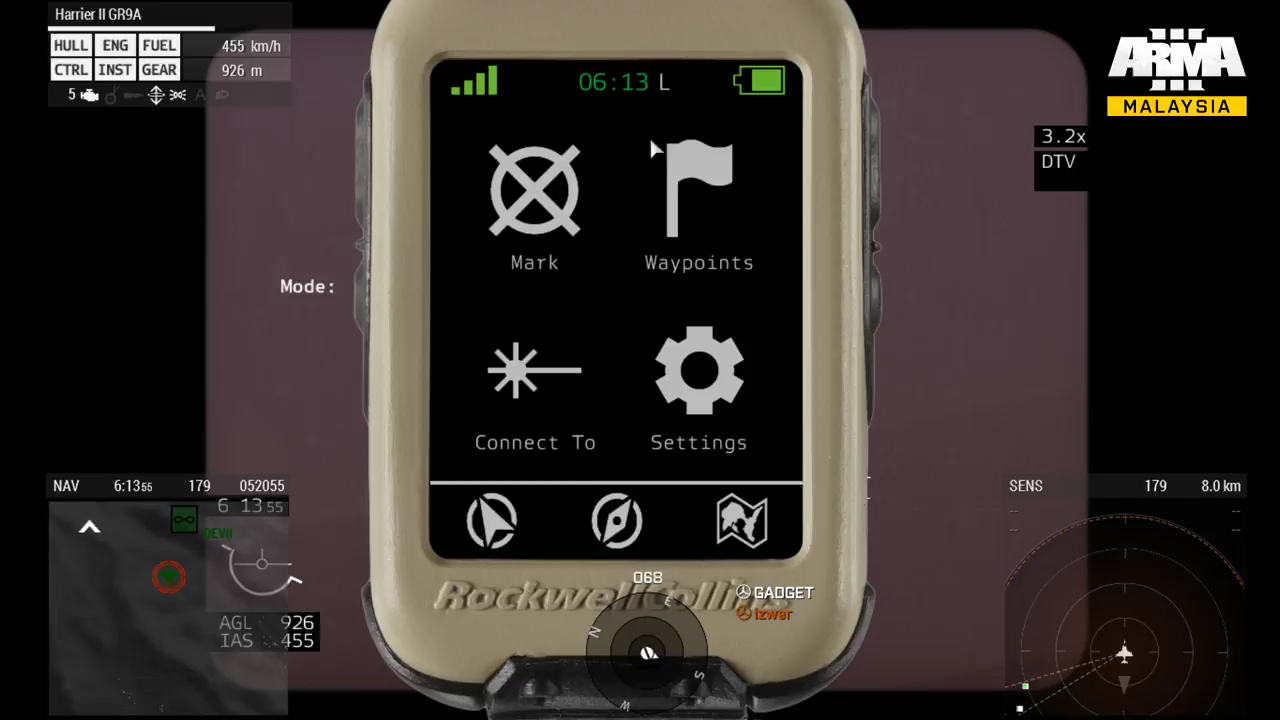 Harrier II GR9A
HULL ENG FUEL 455 km/h
CTRL INST GEAR 926 m
5
A
ARMA III
MALAYSIA
3.2x
DTV
06:13 L
Mark
Waypoints
Mode:
Connect To
Settings
NAV 6:13 55 179 052055
6 13 55
DEVIL
AGL 926
IAS 455
RockwellCollins
068
GADGET
izwar
N
E
S
W
SENS 179 8.0 km